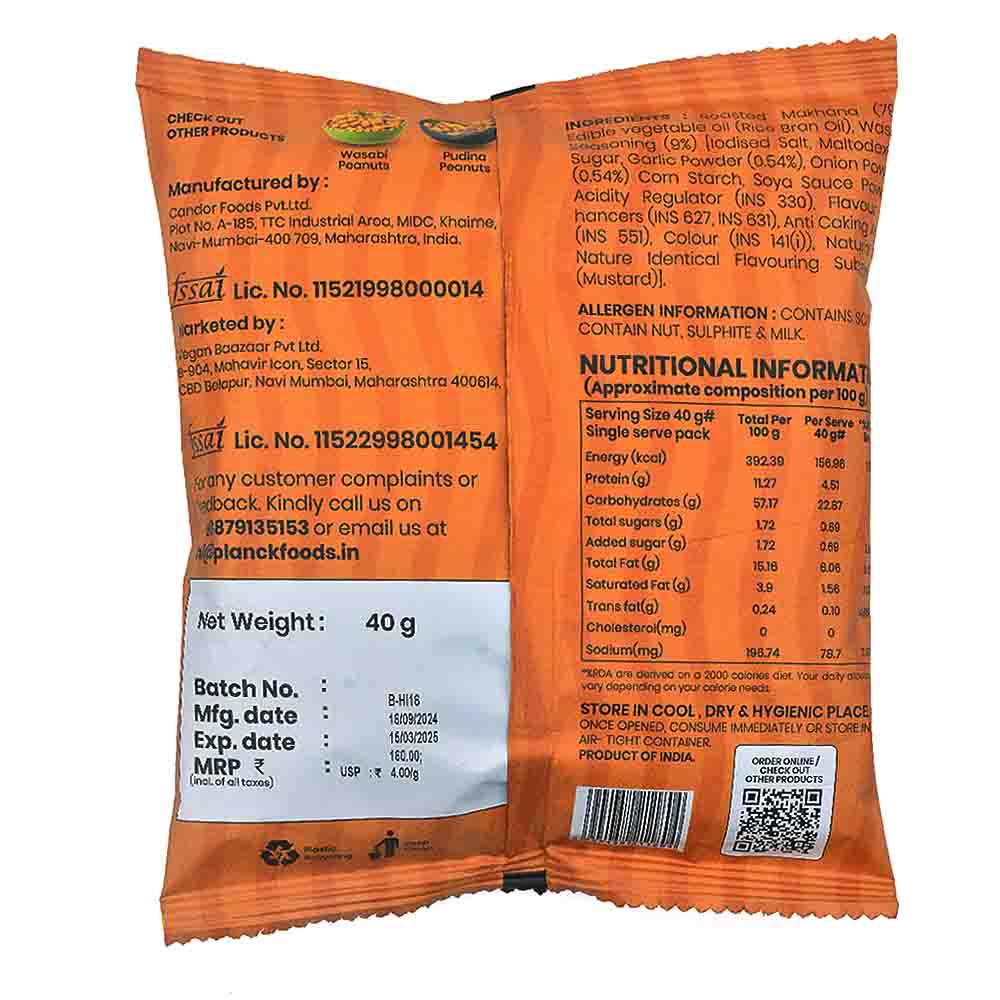 CHECK OUT
OTHER PRODUCTS
Wasabi
Peanuts
Pudina
Peanuts
Manufactured by :
Candor Foods Pvt.Ltd.
Plot No. A-185, TTC Industrial Area, MIDC, Khairne,
Navi-Mumbai-400 709, Maharashtra, India.
fssai Lic. No. 11521998000014
Marketed by :
Vegan Baazaar Pvt Ltd.
B-904, Mahavir Icon, Sector 15,
CBD Belapur, Navi Mumbai, Maharashtra 400614.
fssai Lic. No. 11522998001454
For any customer complaints or
Kindly call us on
8879135153 or email us at
@planckfoods.in
Net Weight : 40 g
Batch No. : B-HI16
Mfg. date : 16/09/2024
Exp. date : 15/03/2025
MRP ₹ : 160.00;
(incl. of all taxes) USP : ₹ 4.00/g
Plastic
Recycling
INGREDIENTS : Roasted Makhana
Edible vegetable oil (Rice Bran Oil),
Seasoning (9%) [Iodised Salt,
Sugar, Garlic Powder (0.54%), Onion
(0.54%) Corn Starch, Soya Sauce
Acidity Regulator (INS 330),
hancers (INS 627, INS 631), Anti Caking
(INS 551), Colour (INS 141(i)),
Nature Identical Flavouring
(Mustard)].
ALLERGEN INFORMATION : CONTAINS
CONTAIN NUT, SULPHITE & MILK.
NUTRITIONAL
(Approximate composition per 100 g)
Serving Size 40 g# Total Per Per Serve
Single serve pack 100 g 40 g#
Energy (kcal) 392.39 156.96
Protein (g) 11.27 4.51
Carbohydrates (g) 57.17 22.87
Total sugars (g) 1.72 0.69
Added sugar (g) 1.72 0.69
Total Fat (g) 15.16 6.06
Saturated Fat (g) 3.9 1.56
Trans fat(g) 0.24 0.10
Cholesterol(mg) 0 0
Sodium(mg) 196.74 78.7
*%RDA are derived on a 2000 calories diet. Your daily
vary depending on your calorie needs.
STORE IN COOL, DRY & HYGIENIC PLACE.
ONCE OPENED, CONSUME IMMEDIATELY OR STORE IN
AIR- TIGHT CONTAINER.
PRODUCT OF INDIA.
ORDER ONLINE /
CHECK OUT
OTHER PRODUCTS